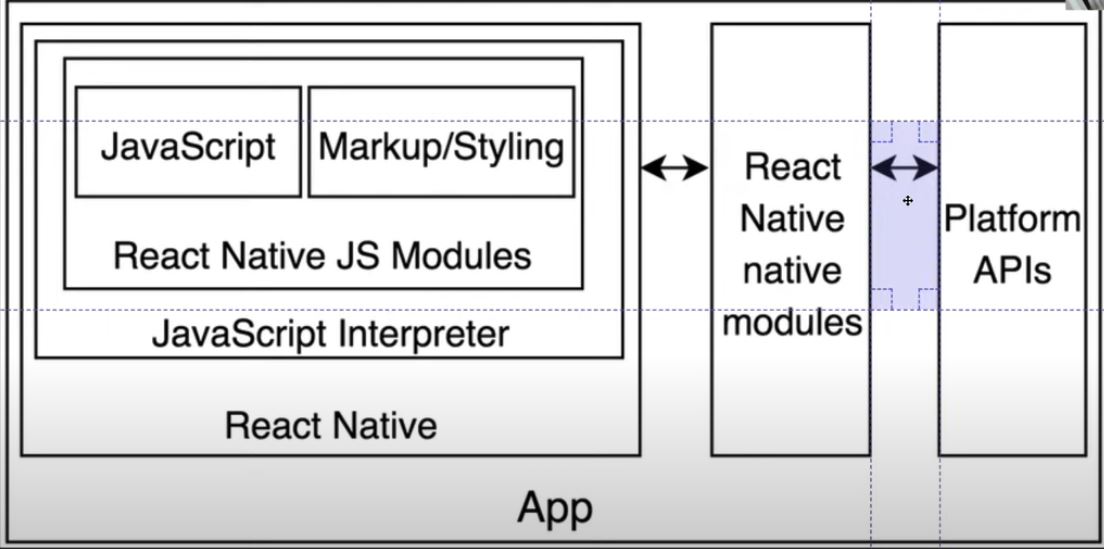 JavaScript
Markup/Styling
React Native JS Modules
JavaScript Interpreter
React Native
React
Native
native
modules
Platform
APIs
App